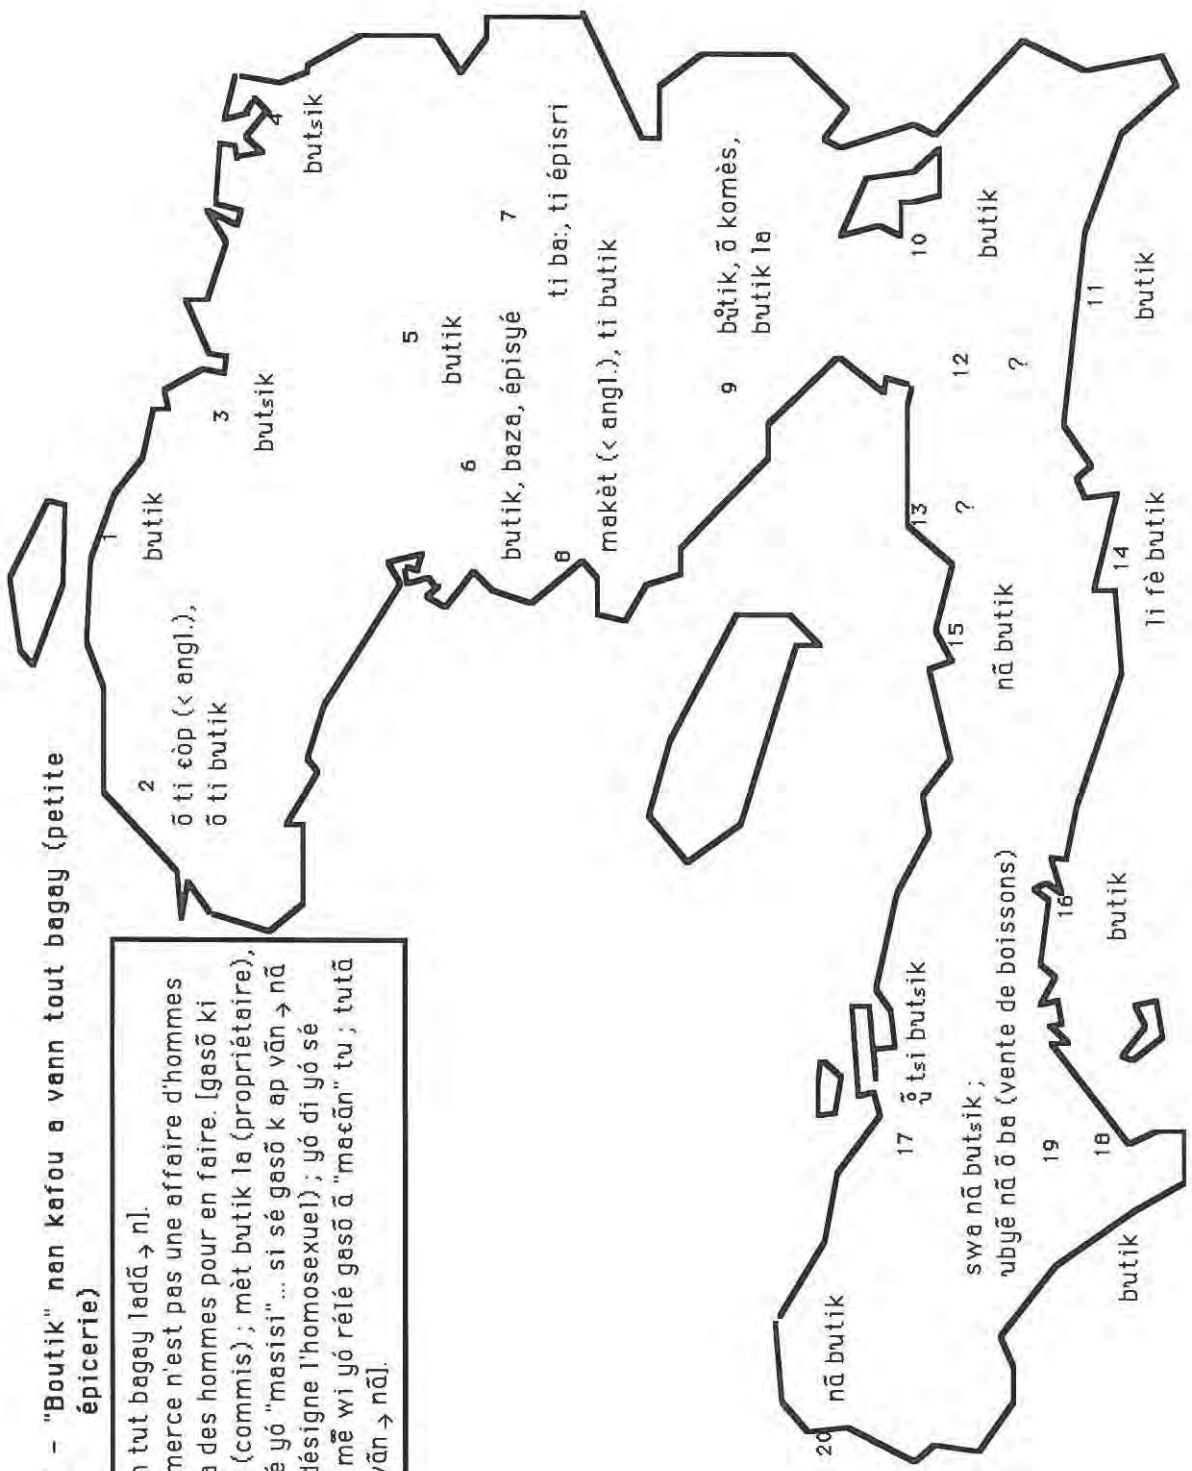 - "Boutik" nan kafou a vann tout bagay (petite
épicerie)
n tut bagay ladã → n].
merce n'est pas une affaire d'hommes
a des hommes pour en faire. [gasõ ki
(commis) ; mèt butik la (propriétaire),
é yó "masisi"... si sé gasõ k ap vãn → nã
désigne l'homosexuel) ; yó di yó sé
mẽ wi yó rélé gasõ ã "maɛãn" tu ; tutã
vãn → nã].
1
butik
2
õ ti ɛòp (< angl.),
õ ti butik
3
butsik
4
butsik
5
butik
6
butik, baza, épisyé
7
ti ba:, ti épisri
8
makèt (< angl.), ti butik
9
bůtik, õ komès,
butik la
10
butik
11
butik
12
?
13
?
14
li fè butik
15
nã butik
16
butik
17
ů̃ tsi butsik
18
butik
19
swa nã butsik ;
ubyẽ nã õ ba (vente de boissons)
20
nã butik